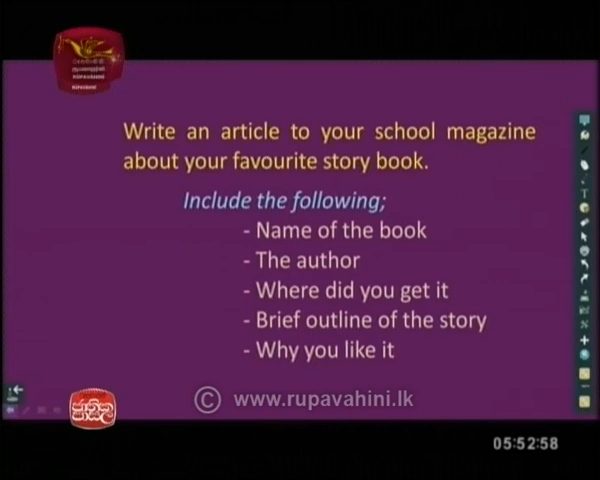 RUPAVAHINI
Write an article to your school magazine
about your favourite story book.
Include the following;
- Name of the book
- The author
- Where did you get it
- Brief outline of the story
- Why you like it
© www.rupavahini.lk
05:52:58